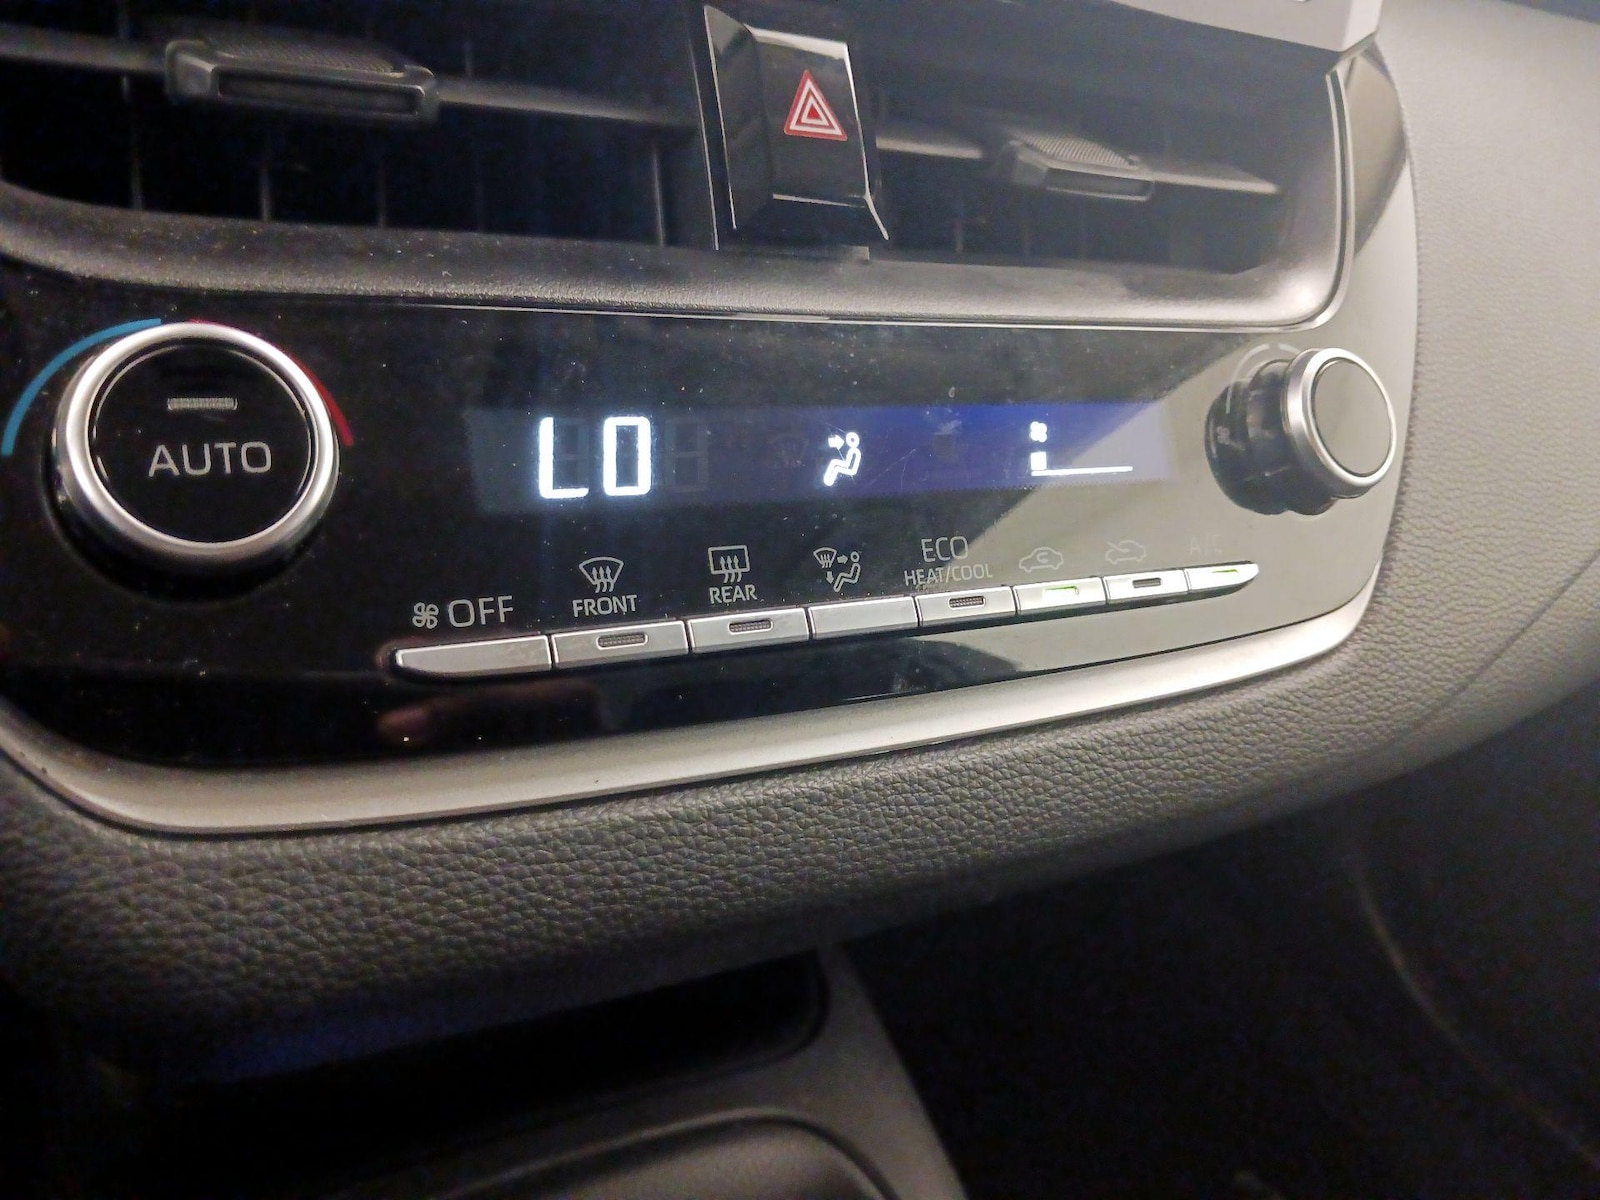 AUTO
LO
OFF
FRONT
REAR
ECO
HEAT/COOL
A/C